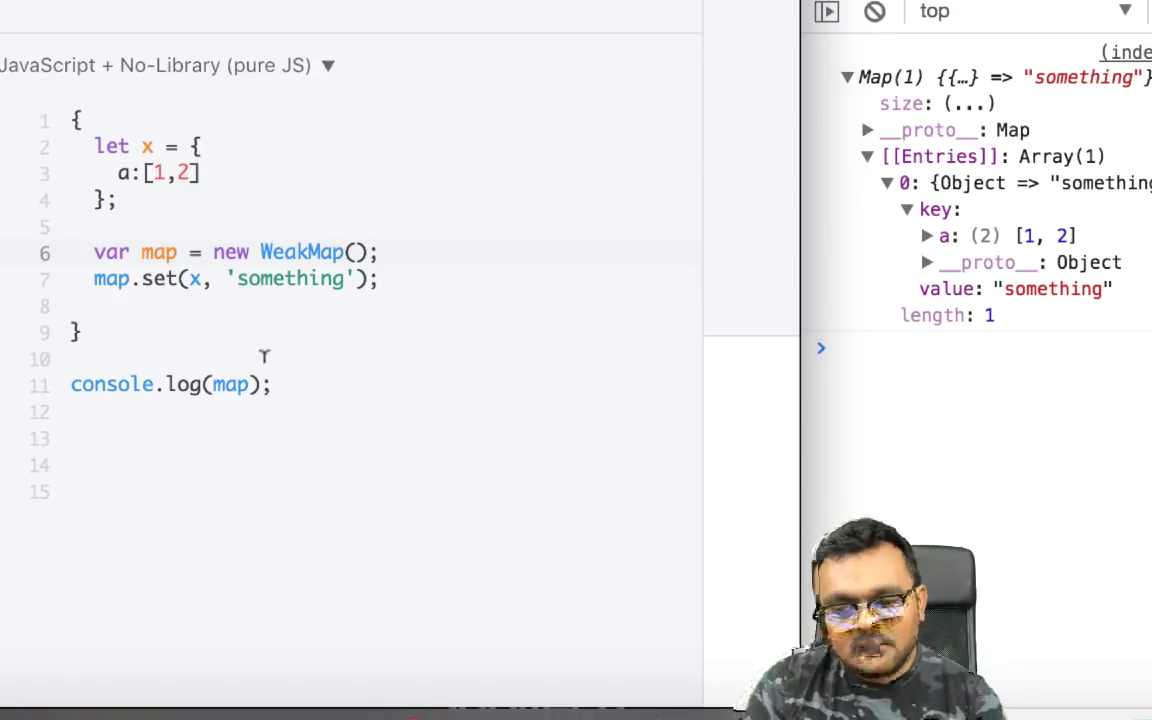 JavaScript + No-Library (pure JS) ▼
1 {
2 let x = {
3 a:[1,2]
4 };
5
6 var map = new WeakMap();
7 map.set(x, 'something');
8
9 }
10
11 console.log(map);
12
13
14
15
top ▼
(inde
▼Map(1) {{…} => "something"}
size: (...)
▶__proto__: Map
▼[[Entries]]: Array(1)
▼0: {Object => "something
▼key:
▶a: (2) [1, 2]
▶__proto__: Object
value: "something"
length: 1
>